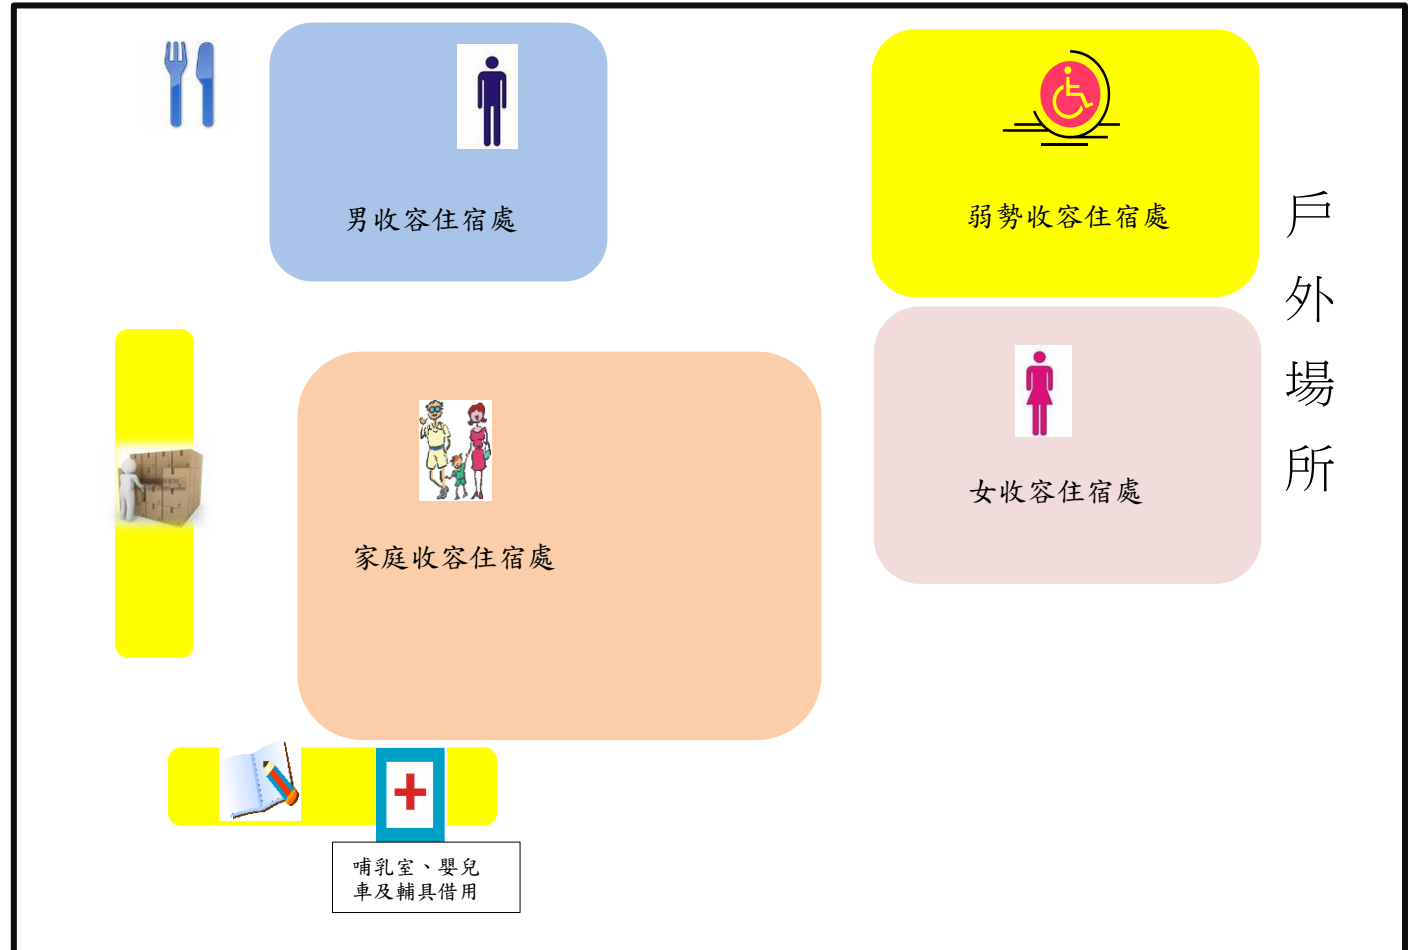 男收容住宿處
弱勢收容住宿處
戶外場所
女收容住宿處
家庭收容住宿處
哺乳室、嬰兒
車及輔具借用